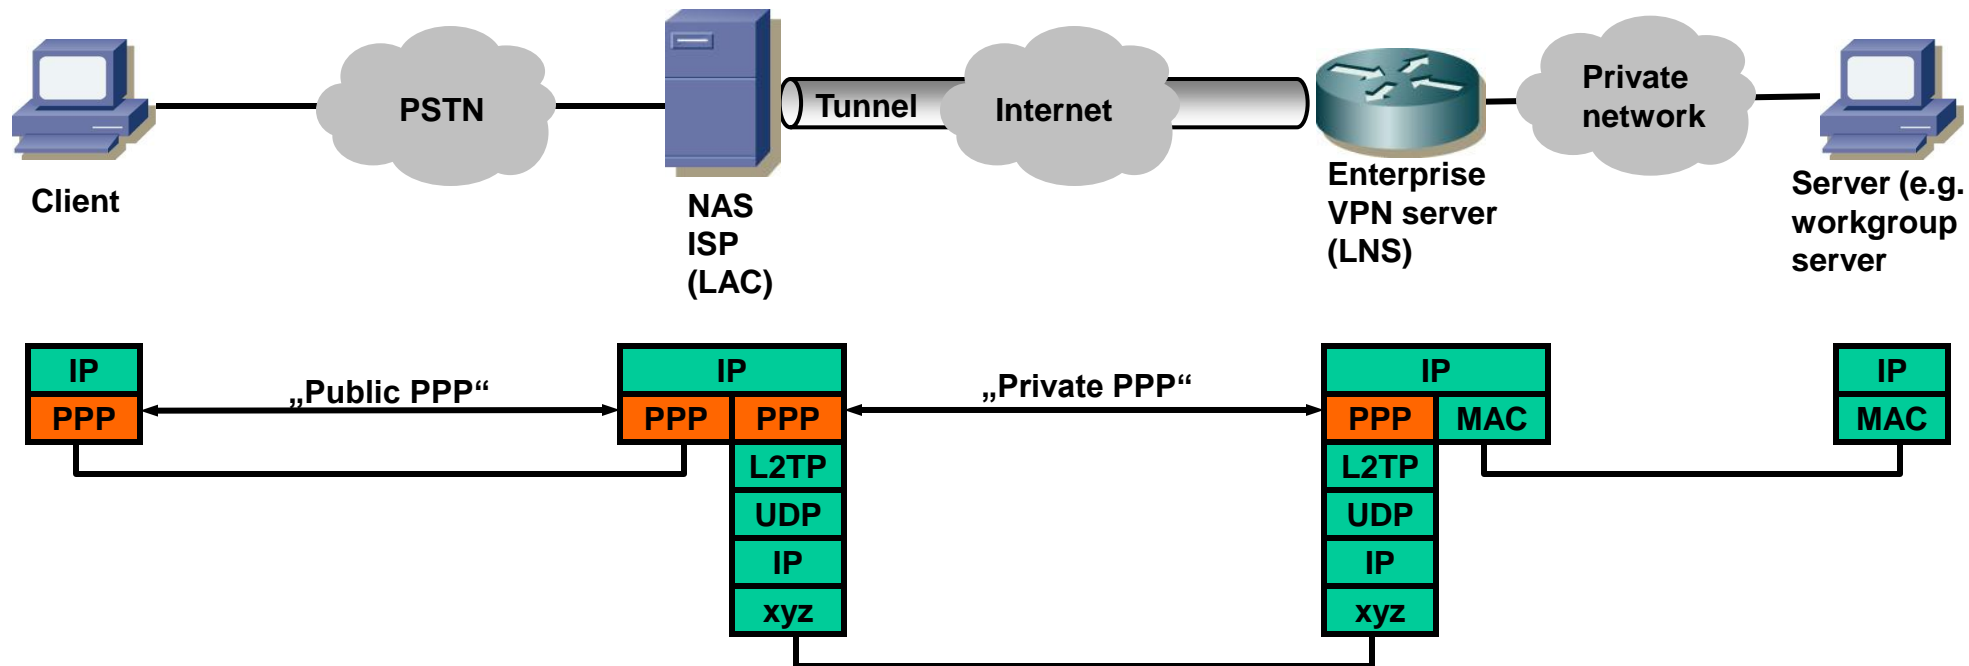 PSTN
Tunnel
Internet
Private
network
Client
NAS
ISP
(LAC)
Enterprise
VPN server
(LNS)
Server (e.g.
workgroup
server
IP
PPP
„Public PPP“
IP
PPP
PPP
L2TP
UDP
IP
xyz
„Private PPP“
IP
PPP
MAC
L2TP
UDP
IP
xyz
IP
MAC